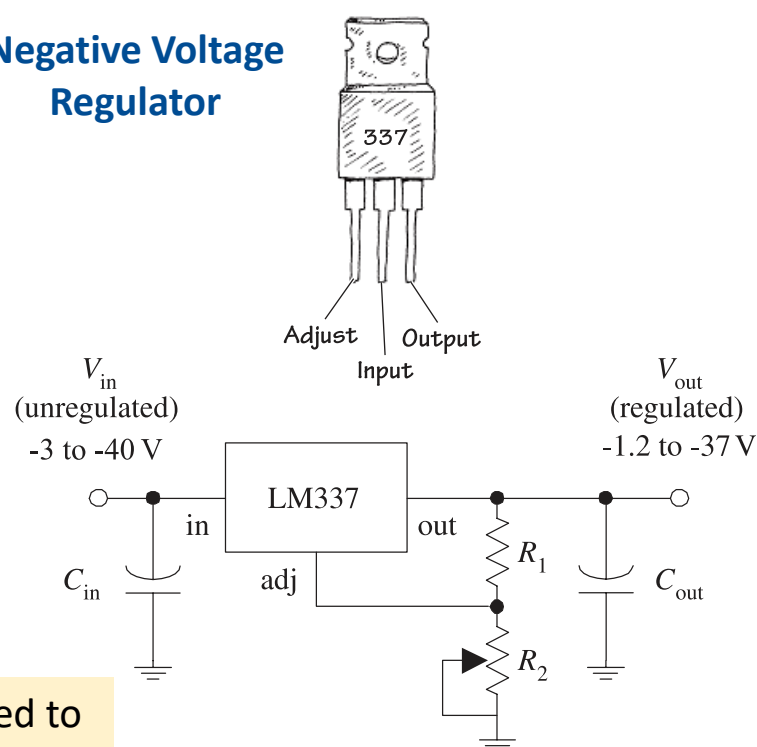 Negative Voltage
Regulator
337
Adjust
Output
Input
V_in
(unregulated)
-3 to -40 V
V_out
(regulated)
-1.2 to -37 V
LM337
in
out
adj
R_1
C_in
C_out
R_2
ed to